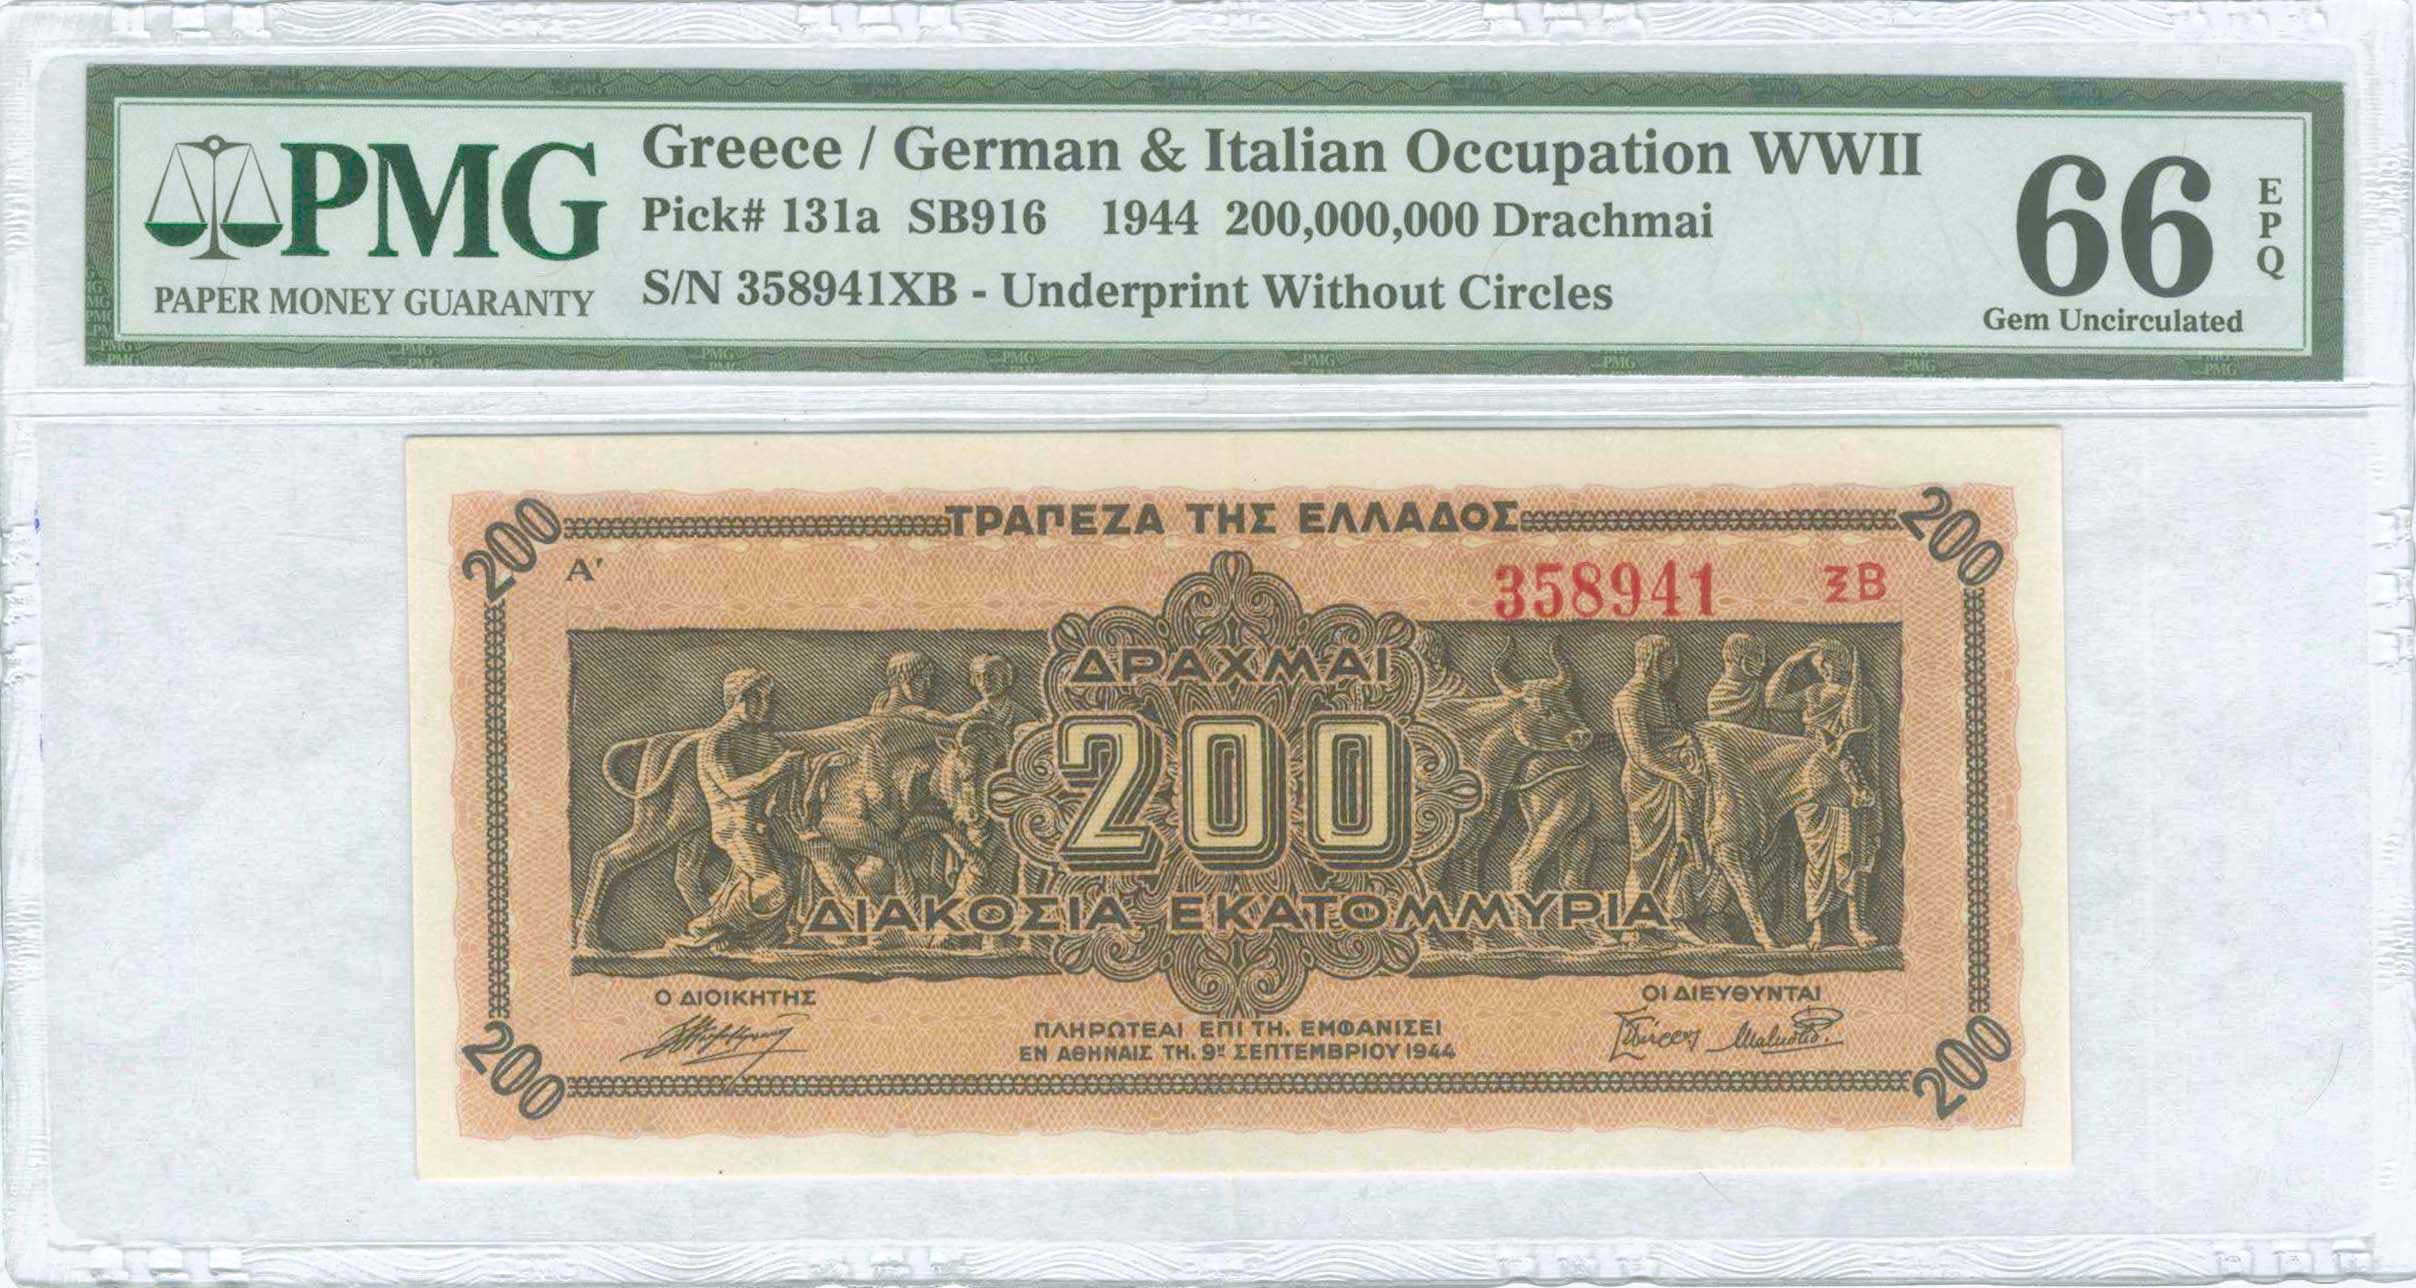 PMG
PAPER MONEY GUARANTY
Greece / German & Italian Occupation WWII
Pick# 131a SB916 1944 200,000,000 Drachmai
S/N 358941XB - Underprint Without Circles
66
EPQ
Gem Uncirculated
200
ΤΡΑΠΕΖΑ ΤΗΣ ΕΛΛΑΔΟΣ
200
Α'
358941 ΞΒ
ΔΡΑΧΜΑΙ
200
ΔΙΑΚΟΣΙΑ ΕΚΑΤΟΜΜΥΡΙΑ
Ο ΔΙΟΙΚΗΤΗΣ
ΟΙ ΔΙΕΥΘΥΝΤΑΙ
ΠΛΗΡΩΤΕΑΙ ΕΠΙ ΤΗ. ΕΜΦΑΝΙΣΕΙ
ΕΝ ΑΘΗΝΑΙΣ ΤΗ. 9Η ΣΕΠΤΕΜΒΡΙΟΥ 1944
200
200